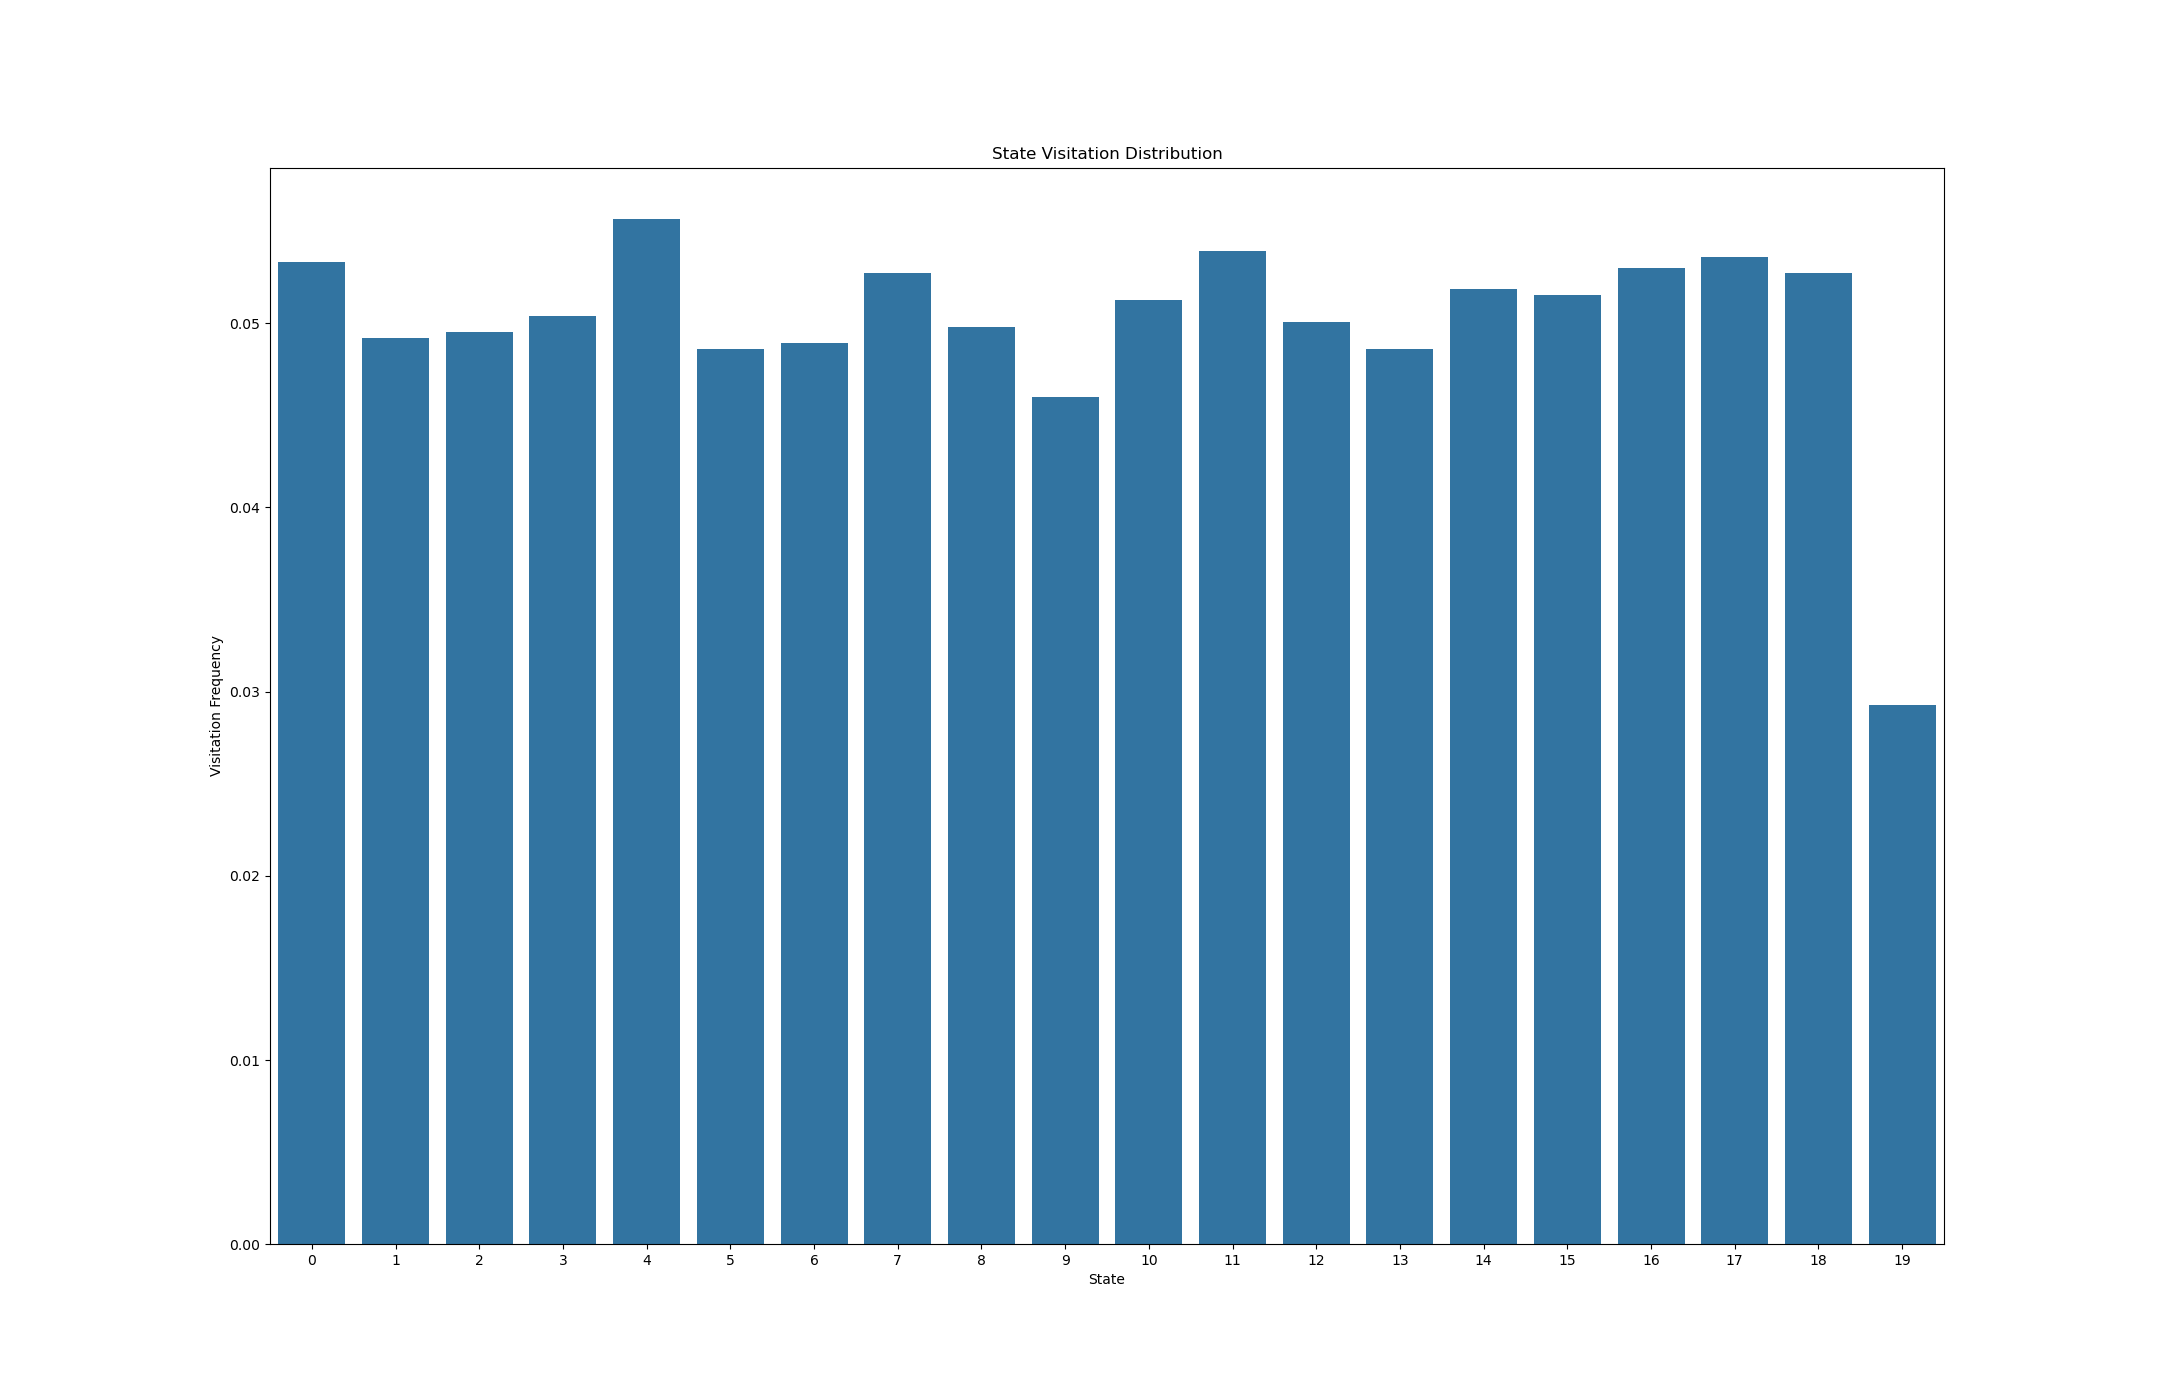 State Visitation Distribution
Visitation Frequency
0.05
0.04
0.03
0.02
0.01
0.00
0 1 2 3 4 5 6 7 8 9 10 11 12 13 14 15 16 17 18 19
State